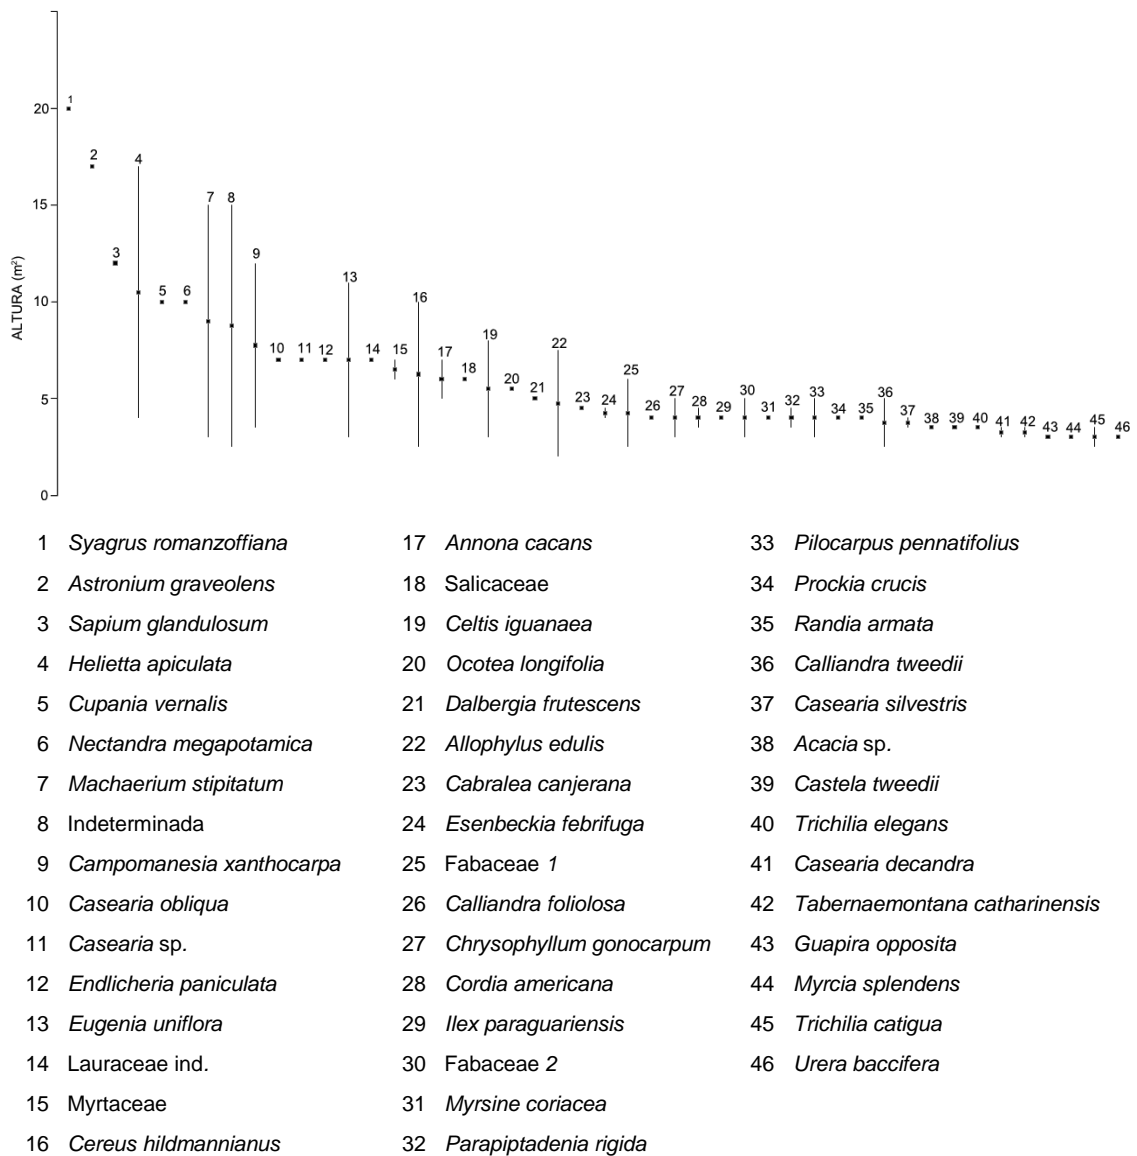 ALTURA (m²)
20
15
10
5
0
1 2 3 4 5 6 7 8 9 10 11 12 13 14 15 16 17 18 19 20 21 22 23 24 25 26 27 28 29 30 31 32 33 34 35 36 37 38 39 40 41 42 43 44 45 46
1 Syagrus romanzoffiana
2 Astronium graveolens
3 Sapium glandulosum
4 Helietta apiculata
5 Cupania vernalis
6 Nectandra megapotamica
7 Machaerium stipitatum
8 Indeterminada
9 Campomanesia xanthocarpa
10 Casearia obliqua
11 Casearia sp.
12 Endlicheria paniculata
13 Eugenia uniflora
14 Lauraceae ind.
15 Myrtaceae
16 Cereus hildmannianus
17 Annona cacans
18 Salicaceae
19 Celtis iguanaea
20 Ocotea longifolia
21 Dalbergia frutescens
22 Allophylus edulis
23 Cabralea canjerana
24 Esenbeckia febrifuga
25 Fabaceae 1
26 Calliandra foliolosa
27 Chrysophyllum gonocarpum
28 Cordia americana
29 Ilex paraguariensis
30 Fabaceae 2
31 Myrsine coriacea
32 Parapiptadenia rigida
33 Pilocarpus pennatifolius
34 Prockia crucis
35 Randia armata
36 Calliandra tweedii
37 Casearia silvestris
38 Acacia sp.
39 Castela tweedii
40 Trichilia elegans
41 Casearia decandra
42 Tabernaemontana catharinensis
43 Guapira opposita
44 Myrcia splendens
45 Trichilia catigua
46 Urera baccifera